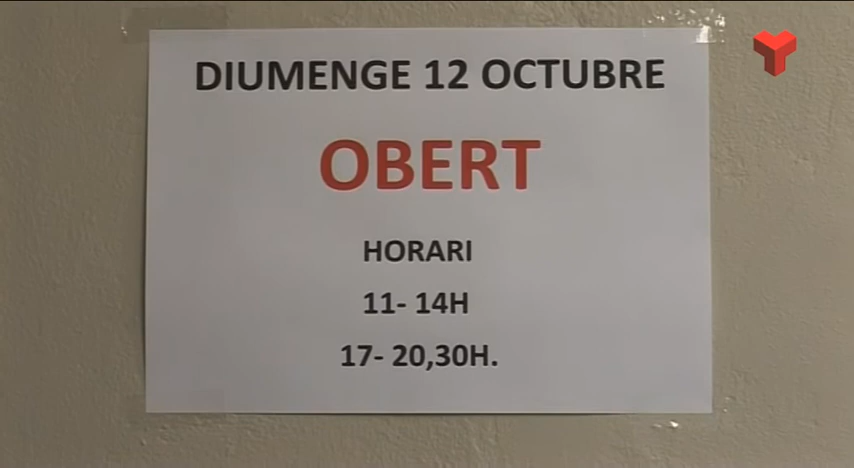 DIUMENGE 12 OCTUBRE
OBERT
HORARI
11- 14H
17- 20,30H.